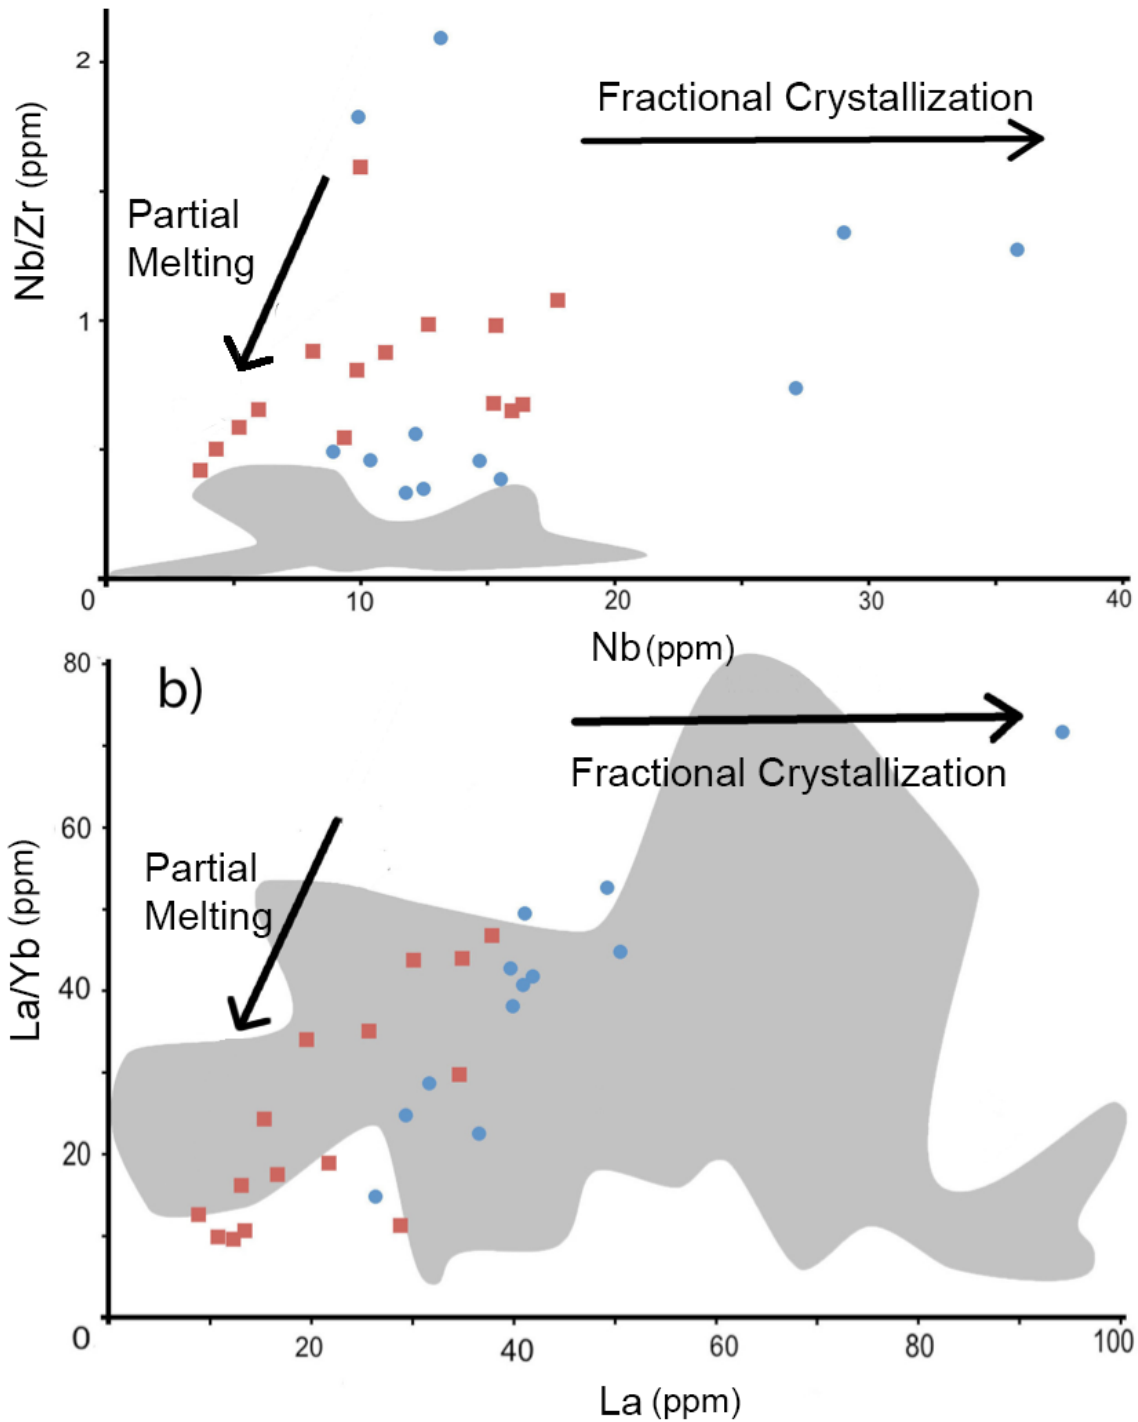 2
Fractional Crystallization
Nb/Zr (ppm)
Partial
Melting
1
0
10
20
30
40
Nb (ppm)
80
b)
Fractional Crystallization
60
Partial
Melting
La/Yb (ppm)
40
20
0
20
40
60
80
100
La (ppm)